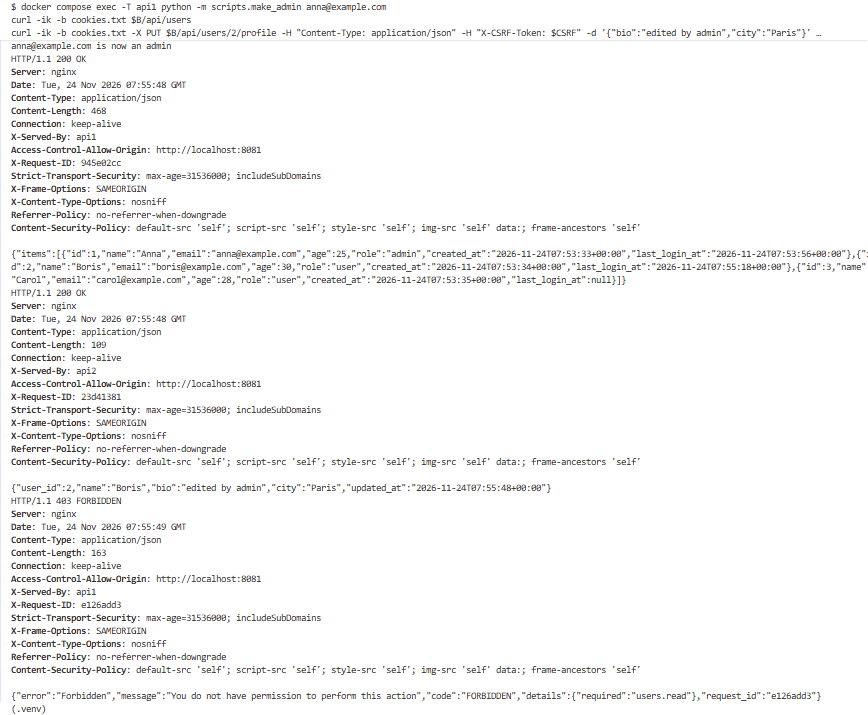 $ docker compose exec -T api1 python -m scripts.make_admin anna@example.com
curl -ik -b cookies.txt $B/api/users
curl -ik -b cookies.txt -X PUT $B/api/users/2/profile -H "Content-Type: application/json" -H "X-CSRF-Token: $CSRF" -d '{"bio":"edited by admin","city":"Paris"}' …
anna@example.com is now an admin
HTTP/1.1 200 OK
Server: nginx
Date: Tue, 24 Nov 2026 07:55:48 GMT
Content-Type: application/json
Content-Length: 468
Connection: keep-alive
X-Served-By: api1
Access-Control-Allow-Origin: http://localhost:8081
X-Request-ID: 945e02cc
Strict-Transport-Security: max-age=31536000; includeSubDomains
X-Frame-Options: SAMEORIGIN
X-Content-Type-Options: nosniff
Referrer-Policy: no-referrer-when-downgrade
Content-Security-Policy: default-src 'self'; script-src 'self'; style-src 'self'; img-src 'self' data:; frame-ancestors 'self'

{"items":[{"id":1,"name":"Anna","email":"anna@example.com","age":25,"role":"admin","created_at":"2026-11-24T07:53:33+00:00","last_login_at":"2026-11-24T07:53:56+00:00"},{"
d":2,"name":"Boris","email":"boris@example.com","age":30,"role":"user","created_at":"2026-11-24T07:53:34+00:00","last_login_at":"2026-11-24T07:55:18+00:00"},{"id":3,"name"
"Carol","email":"carol@example.com","age":28,"role":"user","created_at":"2026-11-24T07:53:35+00:00","last_login_at":null}]}
HTTP/1.1 200 OK
Server: nginx
Date: Tue, 24 Nov 2026 07:55:48 GMT
Content-Type: application/json
Content-Length: 109
Connection: keep-alive
X-Served-By: api2
Access-Control-Allow-Origin: http://localhost:8081
X-Request-ID: 23d41381
Strict-Transport-Security: max-age=31536000; includeSubDomains
X-Frame-Options: SAMEORIGIN
X-Content-Type-Options: nosniff
Referrer-Policy: no-referrer-when-downgrade
Content-Security-Policy: default-src 'self'; script-src 'self'; style-src 'self'; img-src 'self' data:; frame-ancestors 'self'

{"user_id":2,"name":"Boris","bio":"edited by admin","city":"Paris","updated_at":"2026-11-24T07:55:48+00:00"}
HTTP/1.1 403 FORBIDDEN
Server: nginx
Date: Tue, 24 Nov 2026 07:55:49 GMT
Content-Type: application/json
Content-Length: 163
Connection: keep-alive
Access-Control-Allow-Origin: http://localhost:8081
X-Served-By: api1
X-Request-ID: e126add3
Strict-Transport-Security: max-age=31536000; includeSubDomains
X-Frame-Options: SAMEORIGIN
X-Content-Type-Options: nosniff
Referrer-Policy: no-referrer-when-downgrade
Content-Security-Policy: default-src 'self'; script-src 'self'; style-src 'self'; img-src 'self' data:; frame-ancestors 'self'

{"error":"Forbidden","message":"You do not have permission to perform this action","code":"FORBIDDEN","details":{"required":"users.read"},"request_id":"e126add3"}
(.venv)